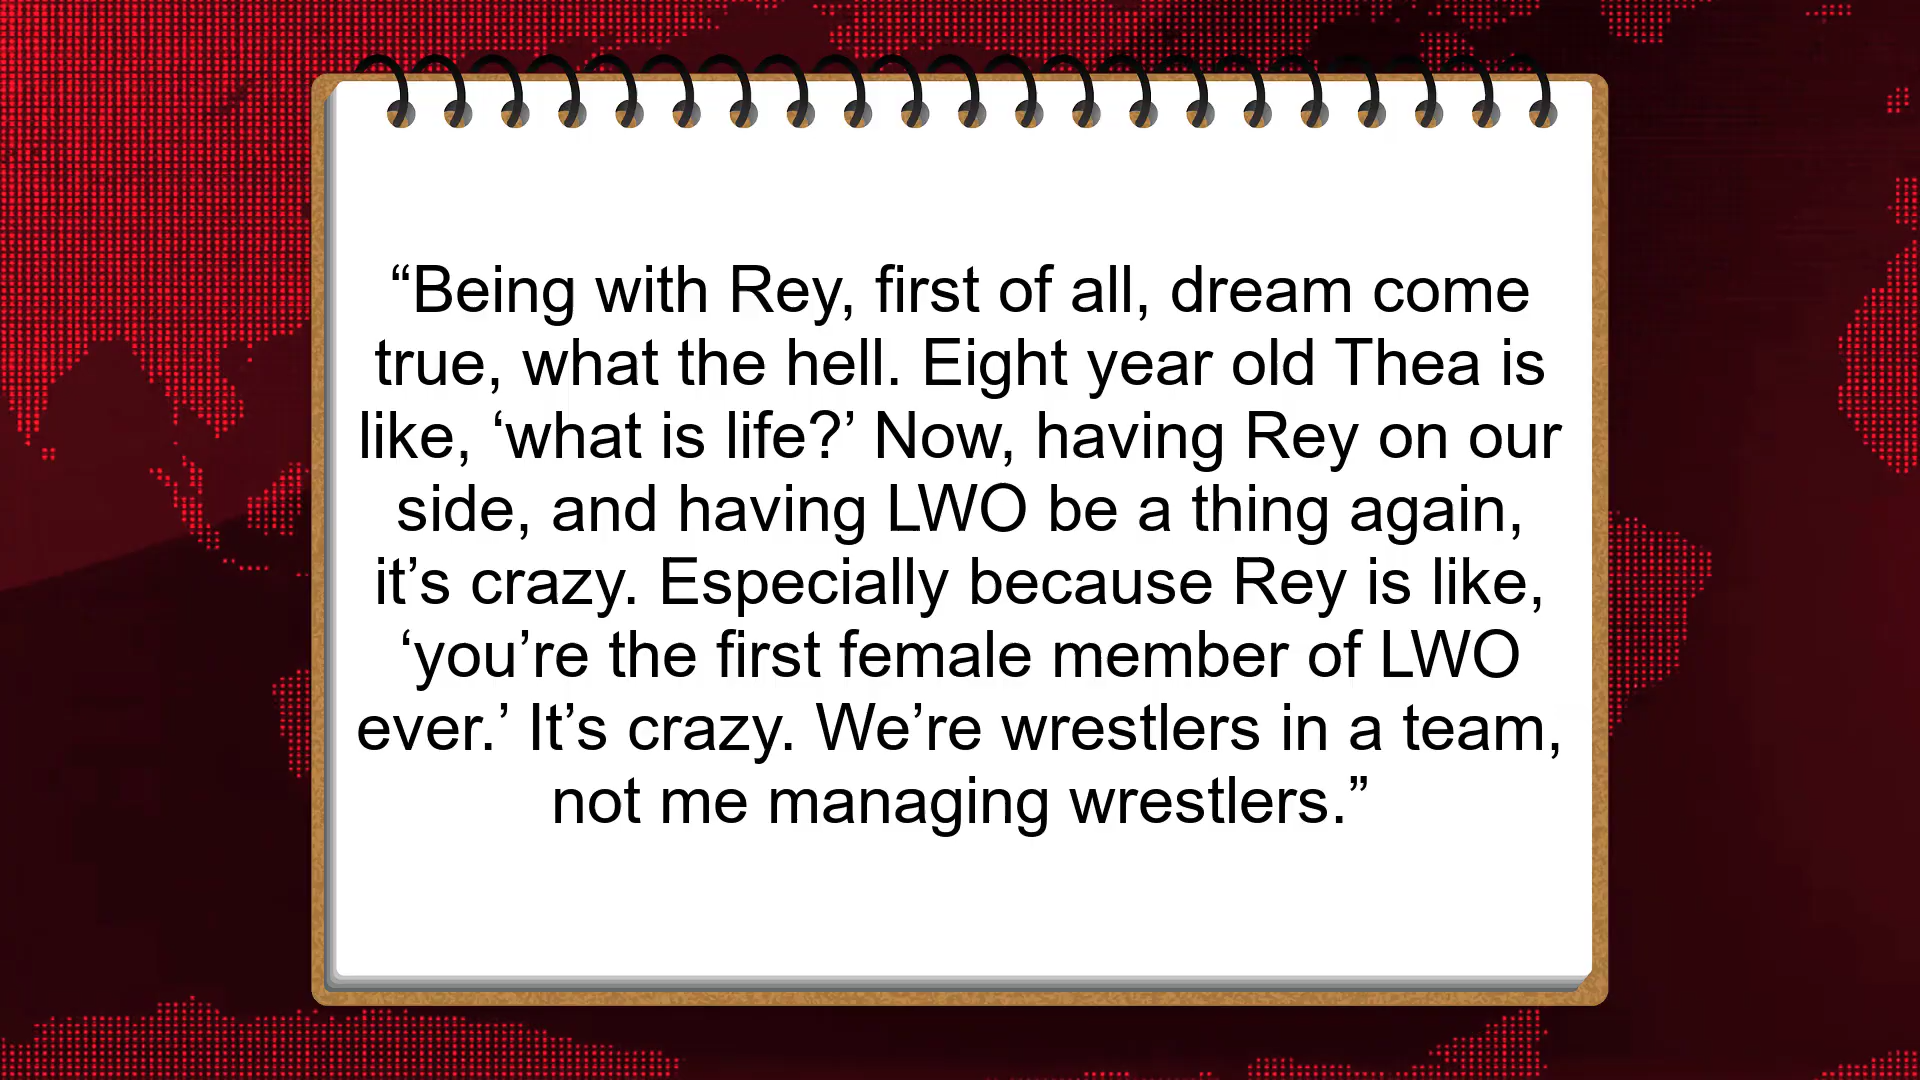 “Being with Rey, first of all, dream come
true, what the hell. Eight year old Thea is
like, ‘what is life?’ Now, having Rey on our
side, and having LWO be a thing again,
it’s crazy. Especially because Rey is like,
‘you’re the first female member of LWO
ever.’ It’s crazy. We’re wrestlers in a team,
not me managing wrestlers.”